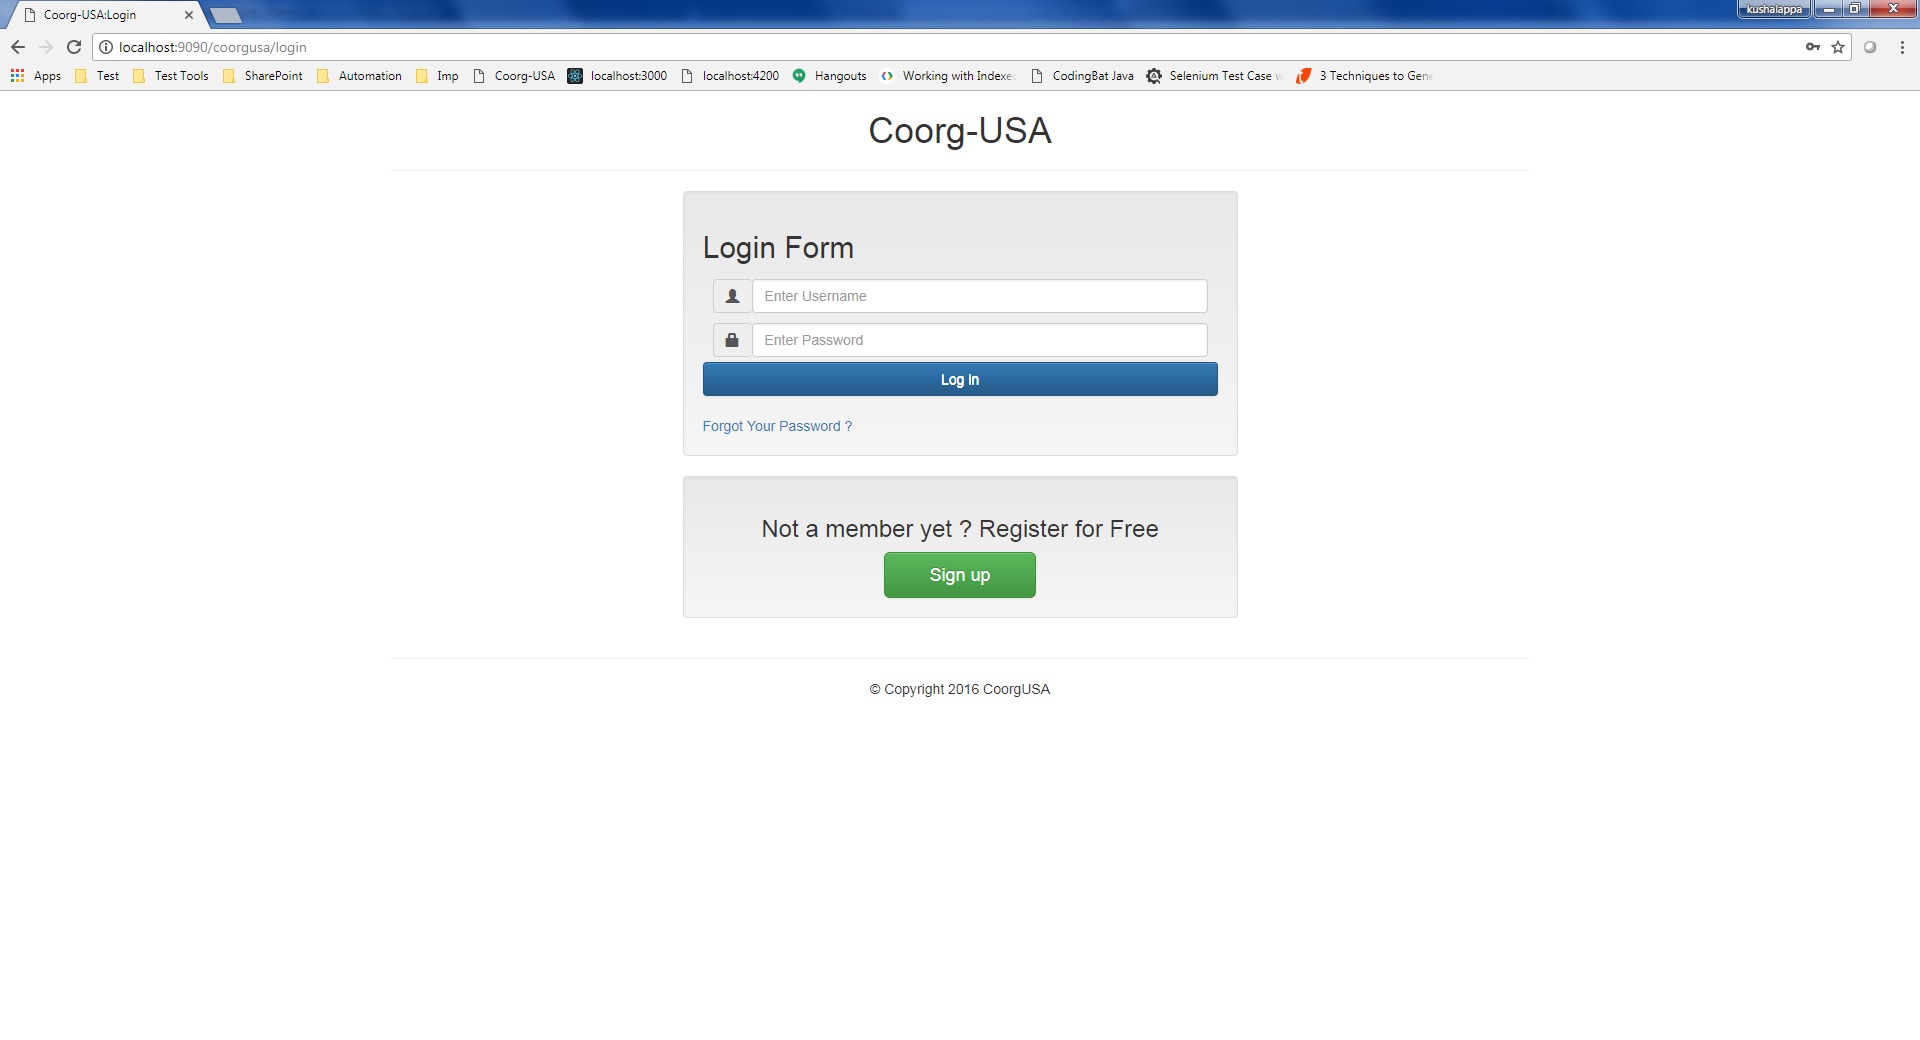 Coorg-USA:Login
kushalappa
localhost:9090/coorgusa/login
Apps Test Test Tools SharePoint Automation Imp Coorg-USA localhost:3000 localhost:4200 Hangouts Working with Indexed CodingBat Java Selenium Test Case w 3 Techniques to Gene
Coorg-USA
Login Form
Enter Username
Enter Password
Log In
Forgot Your Password ?
Not a member yet ? Register for Free
Sign up
© Copyright 2016 CoorgUSA